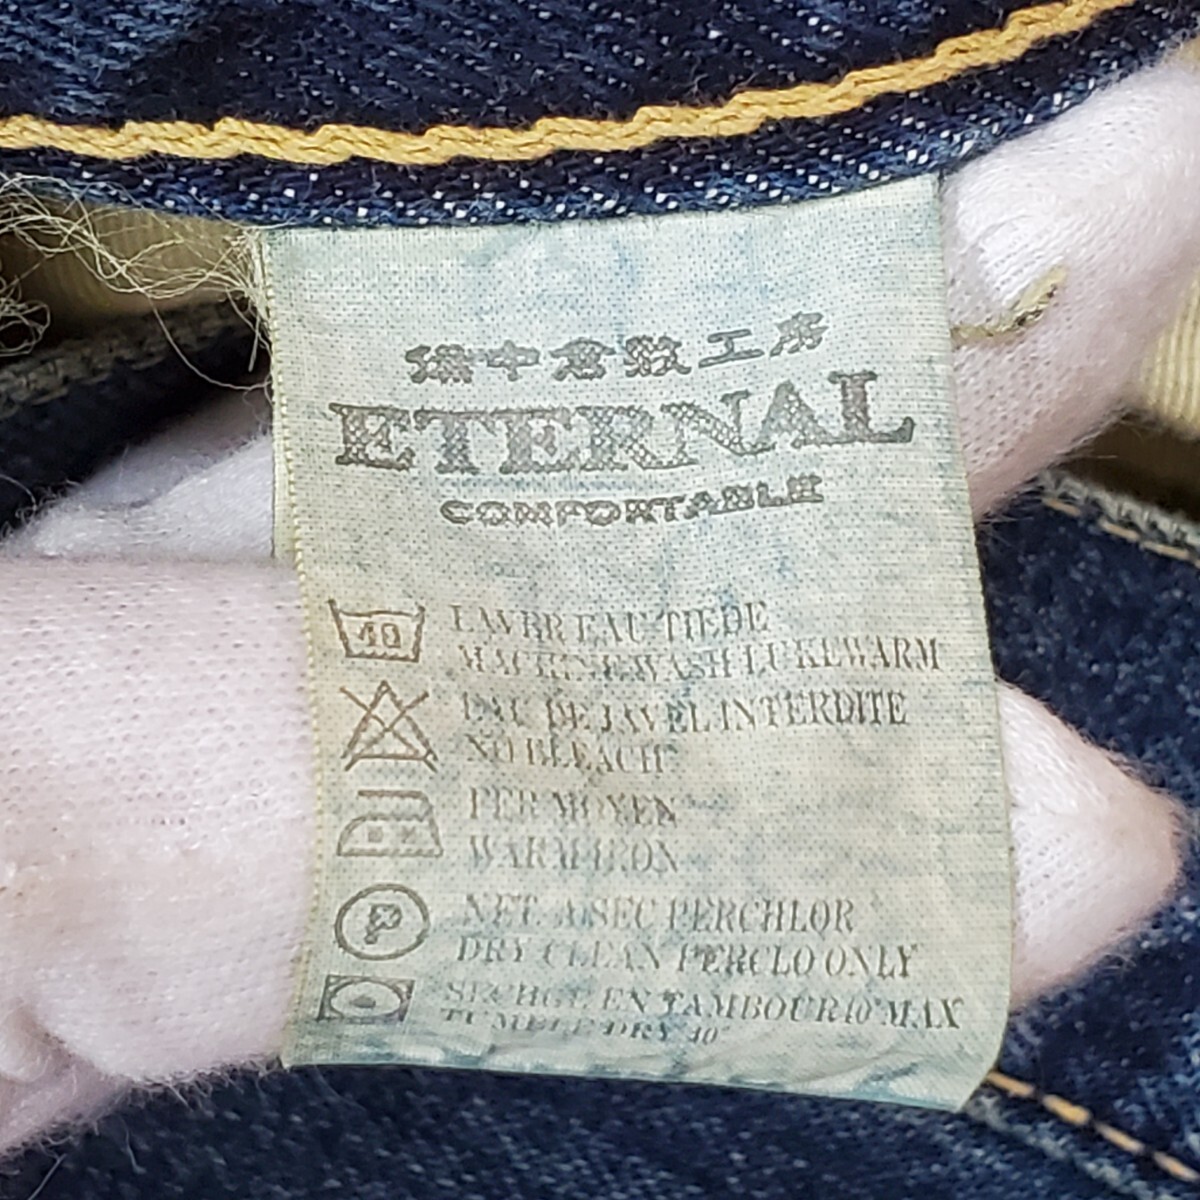 備中倉敷工房
ETERNAL
COMFORTABLE
40
LAVER EAU TIEDE
MACHINE WASH LUKEWARM
EAU DE JAVEL INTERDITE
NO BLEACH
FER MOYEN
WARM IRON
P
NET. A SEC PERCHLOR
DRY CLEAN PERCLO ONLY
SECHGE EN TAMBOUR 40° MAX
TUMBLE DRY 40°